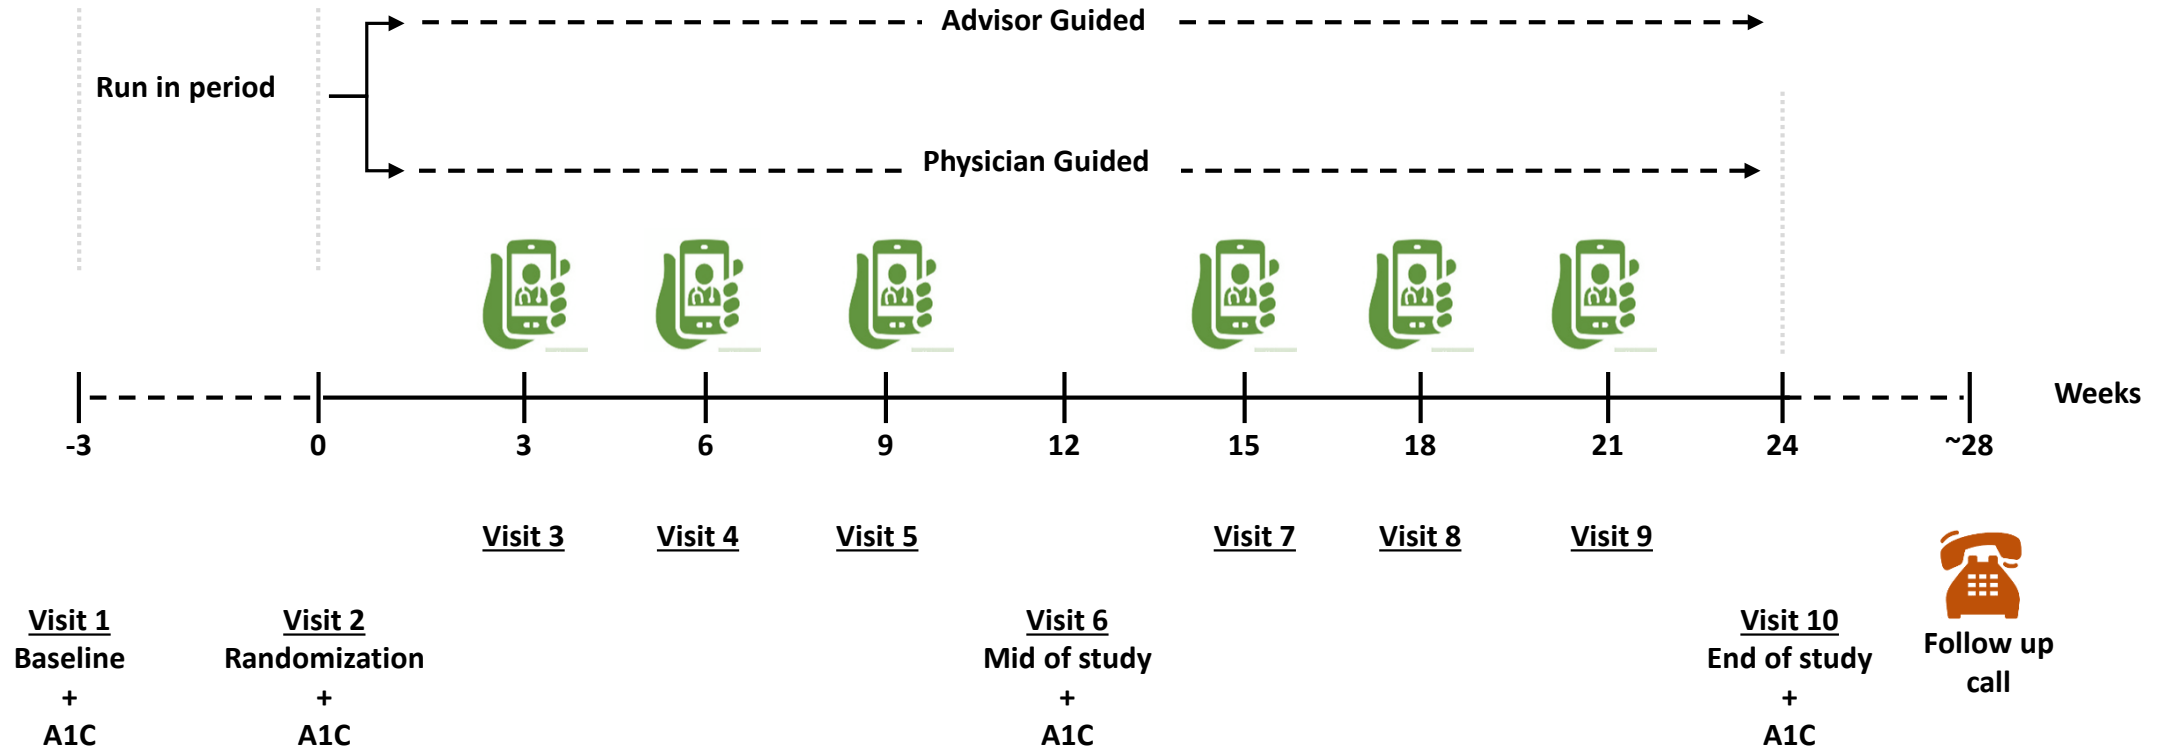 Advisor Guided
Run in period
Physician Guided
Weeks
-3 0 3 6 9 12 15 18 21 24 ~28
Visit 3 Visit 4 Visit 5 Visit 7 Visit 8 Visit 9
Visit 1
Baseline
+
A1C
Visit 2
Randomization
+
A1C
Visit 6
Mid of study
+
A1C
Visit 10
End of study
+
A1C
Follow up
call